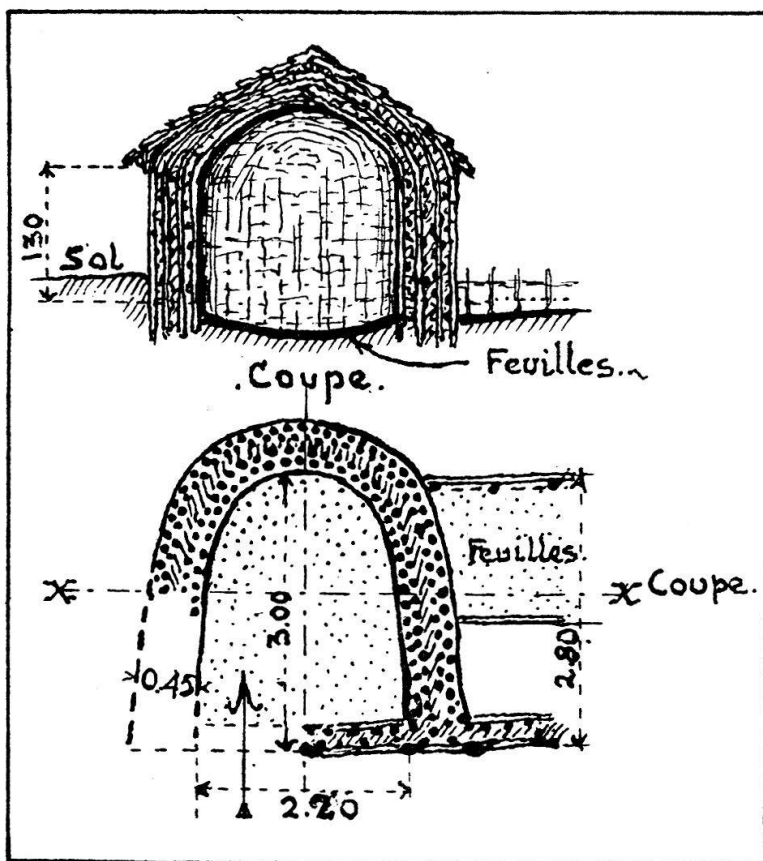 130
Sol
Feuilles.
.Coupe.
Feuilles.
X
X Coupe.
3.00
2.80
0.45
2.20